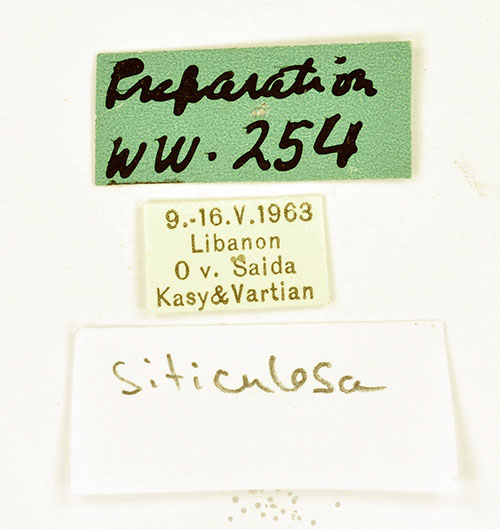 Preparation
WW. 254
9.-16.V.1963
Libanon
O v. Saida
Kasy&Vartian
siticulosa